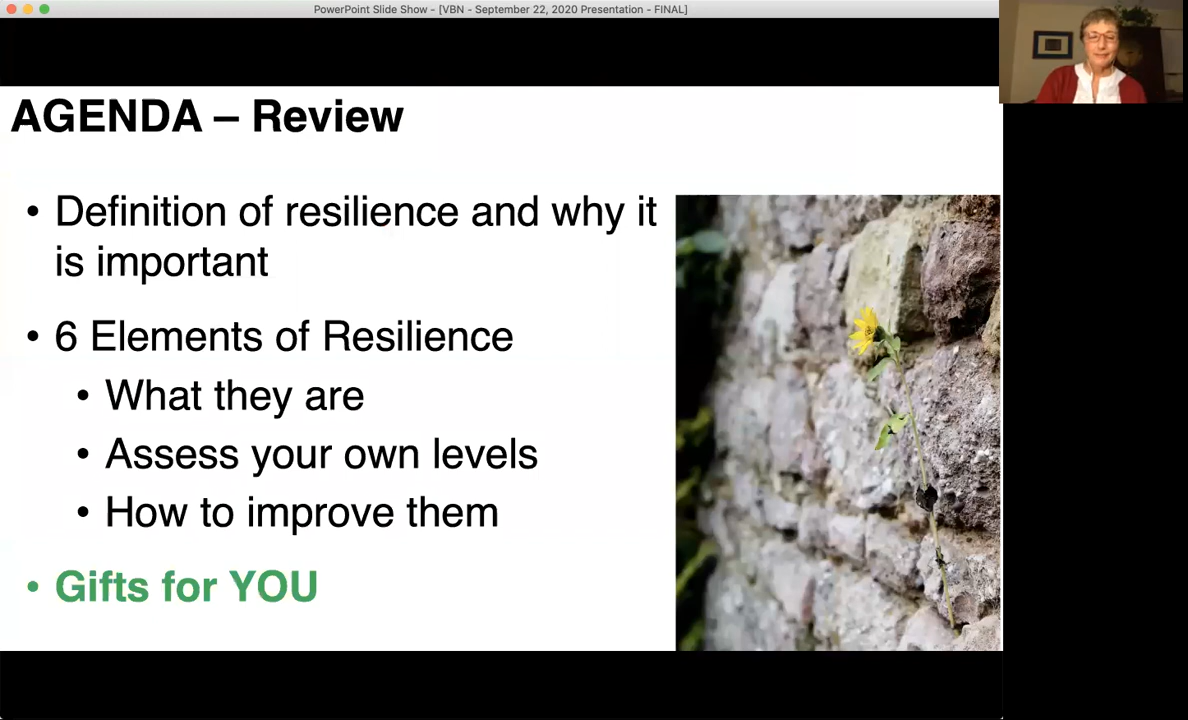 PowerPoint Slide Show - [VBN - September 22, 2020 Presentation - FINAL]
AGENDA – Review
• Definition of resilience and why it
is important
• 6 Elements of Resilience
• What they are
• Assess your own levels
• How to improve them
• Gifts for YOU